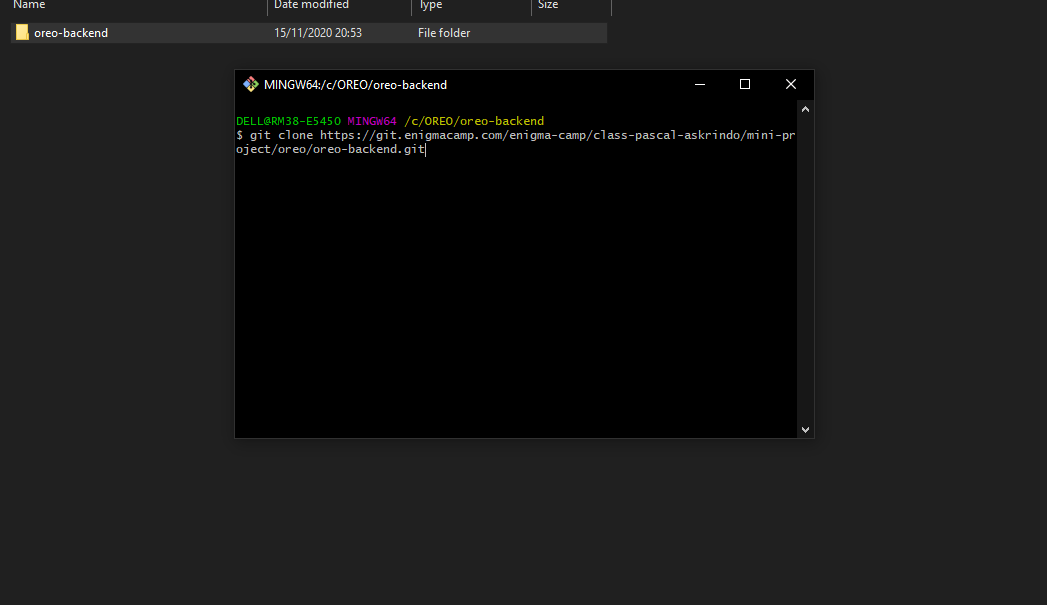 Name Date modified Type Size
oreo-backend 15/11/2020 20:53 File folder
MINGW64:/c/OREO/oreo-backend
DELL@RM38-E5450 MINGW64 /c/OREO/oreo-backend
$ git clone https://git.enigmacamp.com/enigma-camp/class-pascal-askrindo/mini-pr
oject/oreo/oreo-backend.git